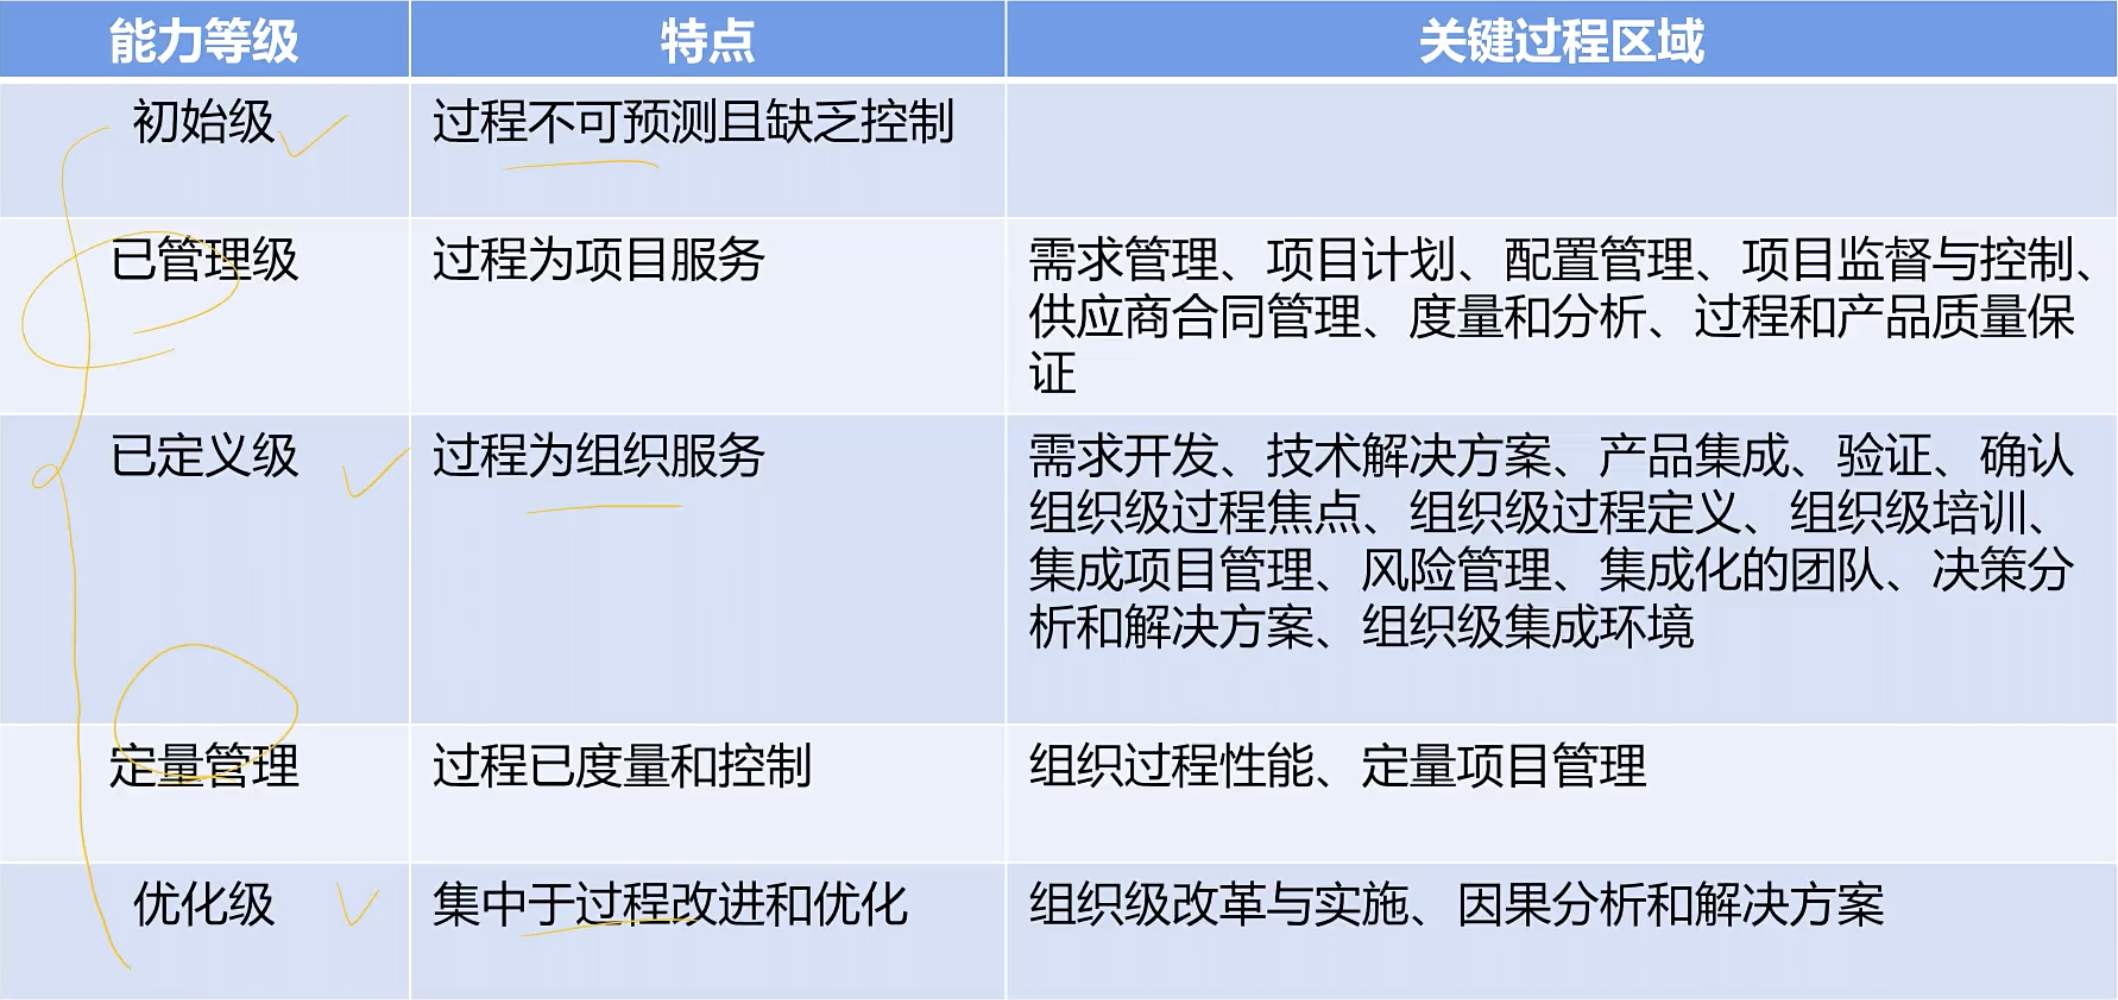 能力等级 特点 关键过程区域
初始级 过程不可预测且缺乏控制
已管理级 过程为项目服务 需求管理、项目计划、配置管理、项目监督与控制、
供应商合同管理、度量和分析、过程和产品质量保
证
已定义级 过程为组织服务 需求开发、技术解决方案、产品集成、验证、确认
组织级过程焦点、组织级过程定义、组织级培训、
集成项目管理、风险管理、集成化的团队、决策分
析和解决方案、组织级集成环境
定量管理 过程已度量和控制 组织过程性能、定量项目管理
优化级 集中于过程改进和优化 组织级改革与实施、因果分析和解决方案